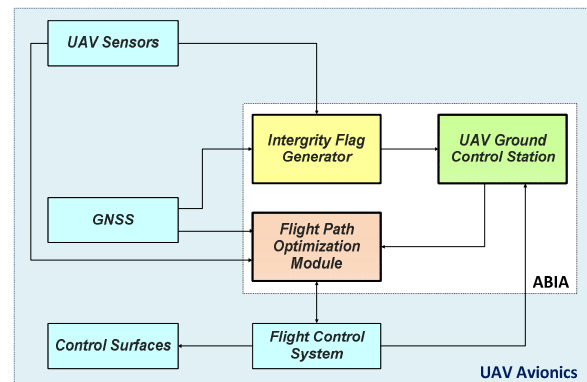 UAV Sensors
Intergrity Flag
Generator
UAV Ground
Control Station
GNSS
Flight Path
Optimization
Module
ABIA
Control Surfaces
Flight Control
System
UAV Avionics